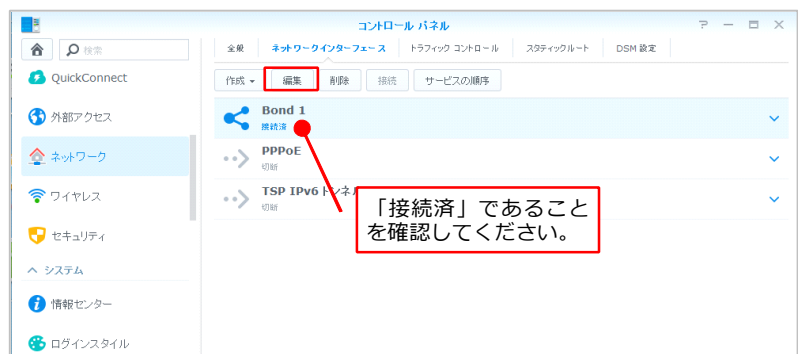 コントロール パネル
検索
QuickConnect
外部アクセス
ネットワーク
ワイヤレス
セキュリティ
システム
情報センター
ログインスタイル
全般 ネットワークインターフェース トラフィック コントロール スタティックルート DSM 設定
作成 編集 削除 接続 サービスの順序
Bond 1
接続済
PPPoE
切断
TSP IPv6 トンネル
切断
「接続済」であること
を確認してください。